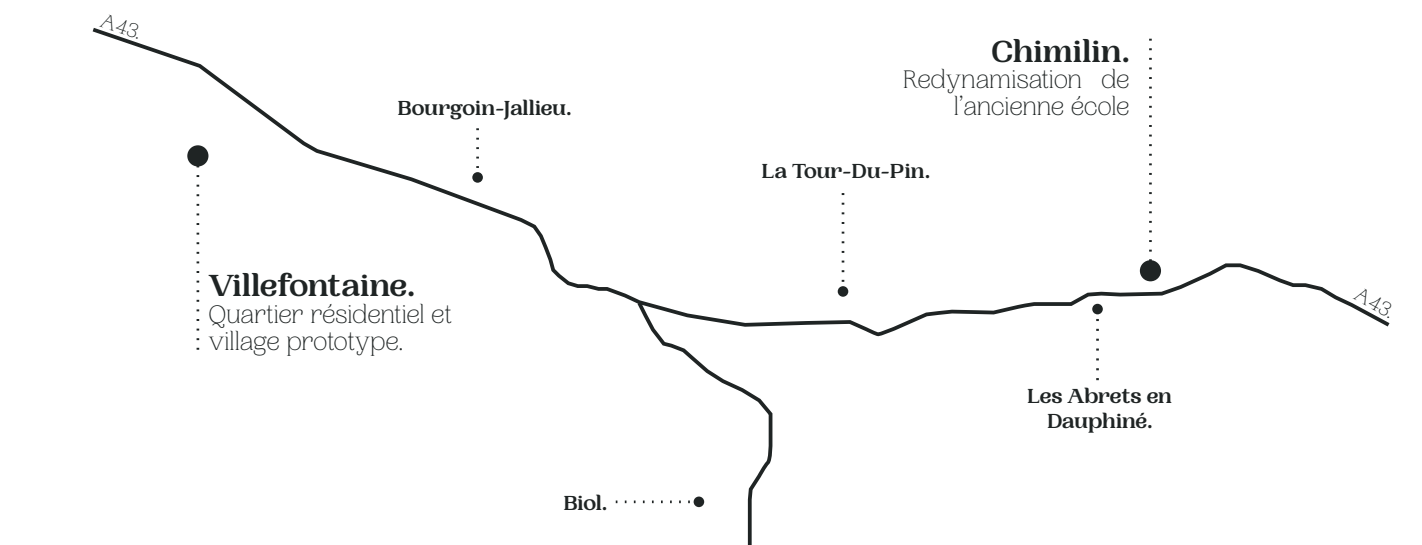 A43.
Chimilin.
Redynamisation de
l'ancienne école
Bourgoin-Jallieu.
La Tour-Du-Pin.
Villefontaine.
Quartier résidentiel et
village prototype.
A43.
Les Abrets en
Dauphiné.
Biol.